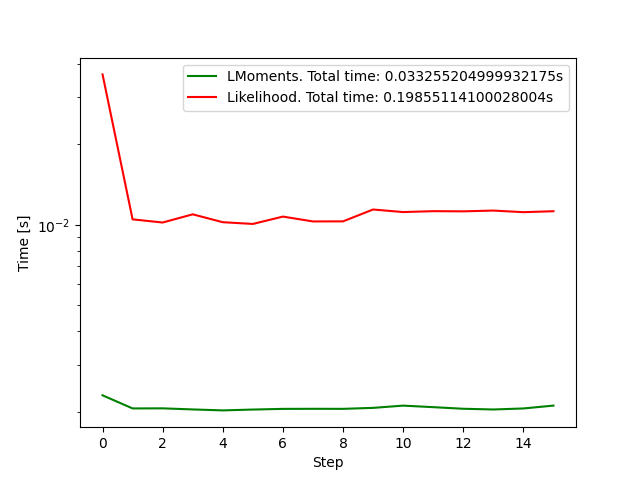 LMoments. Total time: 0.033255204999932175s
Likelihood. Total time: 0.19855114100028004s
Time [s]
10⁻²
0 2 4 6 8 10 12 14
Step